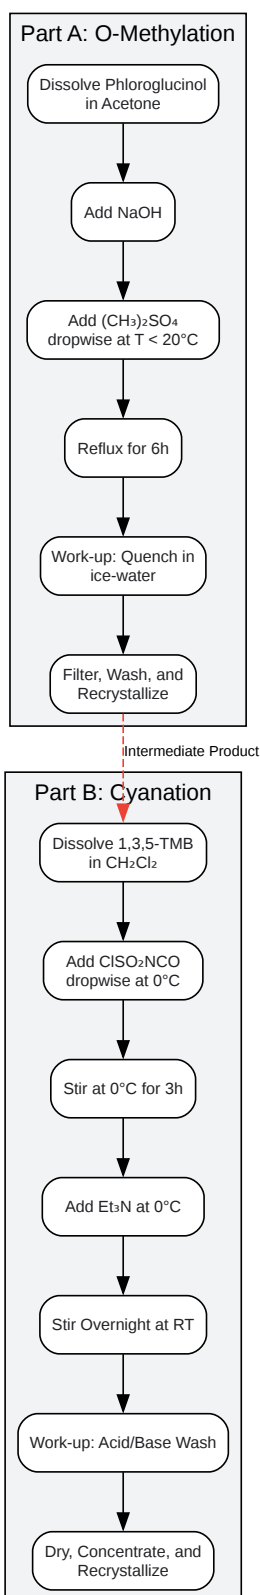 Part A: O-Methylation
Dissolve Phloroglucinol
in Acetone
Add NaOH
Add (CH₃)₂SO₄
dropwise at T < 20°C
Reflux for 6h
Work-up: Quench in
ice-water
Filter, Wash, and
Recrystallize
Intermediate Product
Part B: Cyanation
Dissolve 1,3,5-TMB
in CH₂Cl₂
Add ClSO₂NCO
dropwise at 0°C
Stir at 0°C for 3h
Add Et₃N at 0°C
Stir Overnight at RT
Work-up: Acid/Base Wash
Dry, Concentrate, and
Recrystallize